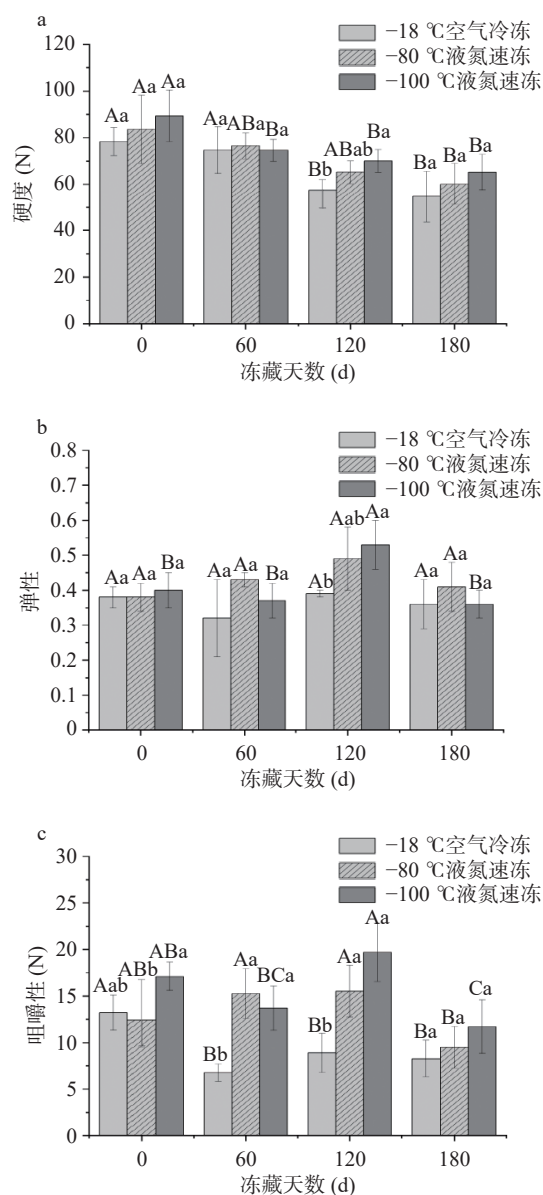 a
−18 ℃空气冷冻
−80 ℃液氮速冻
−100 ℃液氮速冻
120
100
80
60
40
20
0
硬度 (N)
Aa Aa Aa
Aa ABa Ba
Bb ABab Ba
Ba Ba Ba
0 60 120 180
冻藏天数 (d)
b
−18 ℃空气冷冻
−80 ℃液氮速冻
−100 ℃液氮速冻
0.8
0.7
0.6
0.5
0.4
0.3
0.2
0.1
0
弹性
Aa Aa Ba
Aa Aa Ba
Ab Aab Aa
Aa Aa Ba
0 60 120 180
冻藏天数 (d)
c
−18 ℃空气冷冻
−80 ℃液氮速冻
−100 ℃液氮速冻
30
25
20
15
10
5
0
咀嚼性 (N)
Aab ABb ABa
Bb Aa BCa
Bb Aa Aa
Ba Ba Ca
0 60 120 180
冻藏天数 (d)